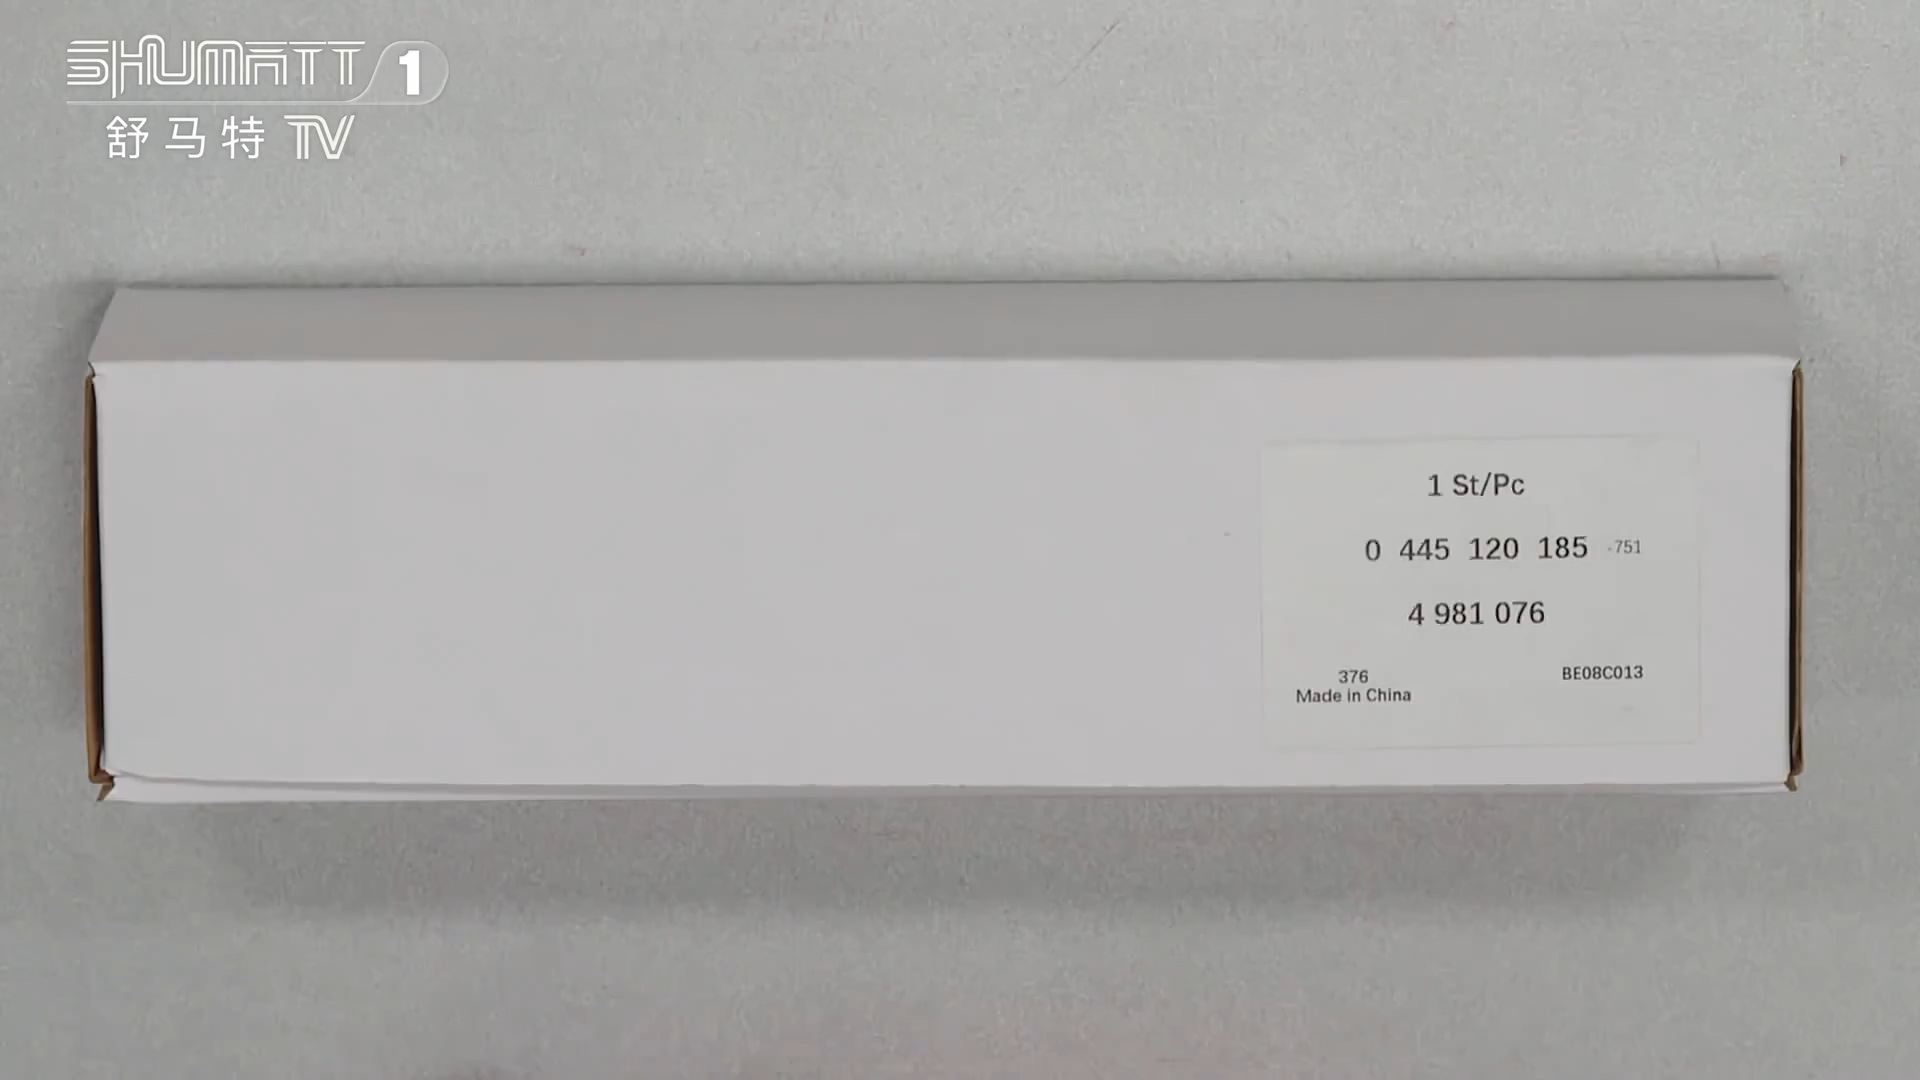 SHUMATT 1
舒马特 TV
1 St/Pc
0 445 120 185 -751
4 981 076
376
Made in China
BE08C013